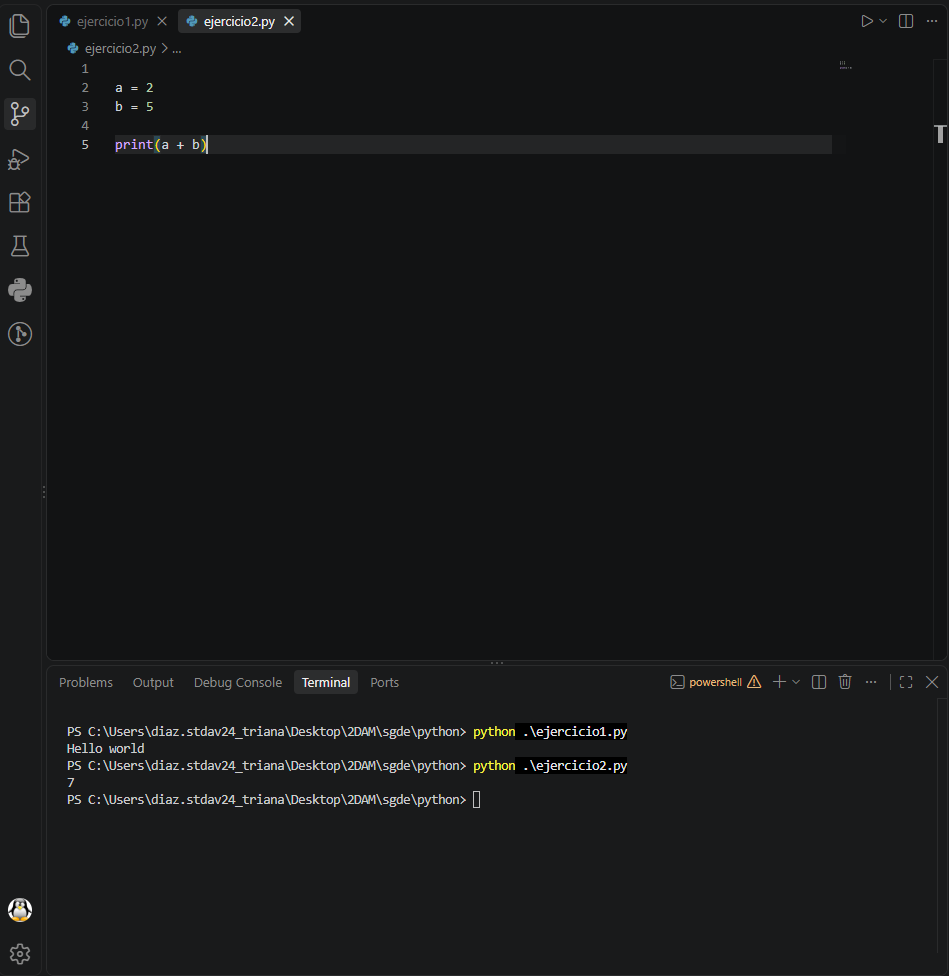 ejercicio1.py ejercicio2.py
ejercicio2.py > ...
1
2 a = 2
3 b = 5
4
5 print(a + b)
Problems Output Debug Console Terminal Ports powershell
PS C:\Users\diaz.stdav24_triana\Desktop\2DAM\sgde\python> python .\ejercicio1.py
Hello world
PS C:\Users\diaz.stdav24_triana\Desktop\2DAM\sgde\python> python .\ejercicio2.py
7
PS C:\Users\diaz.stdav24_triana\Desktop\2DAM\sgde\python>